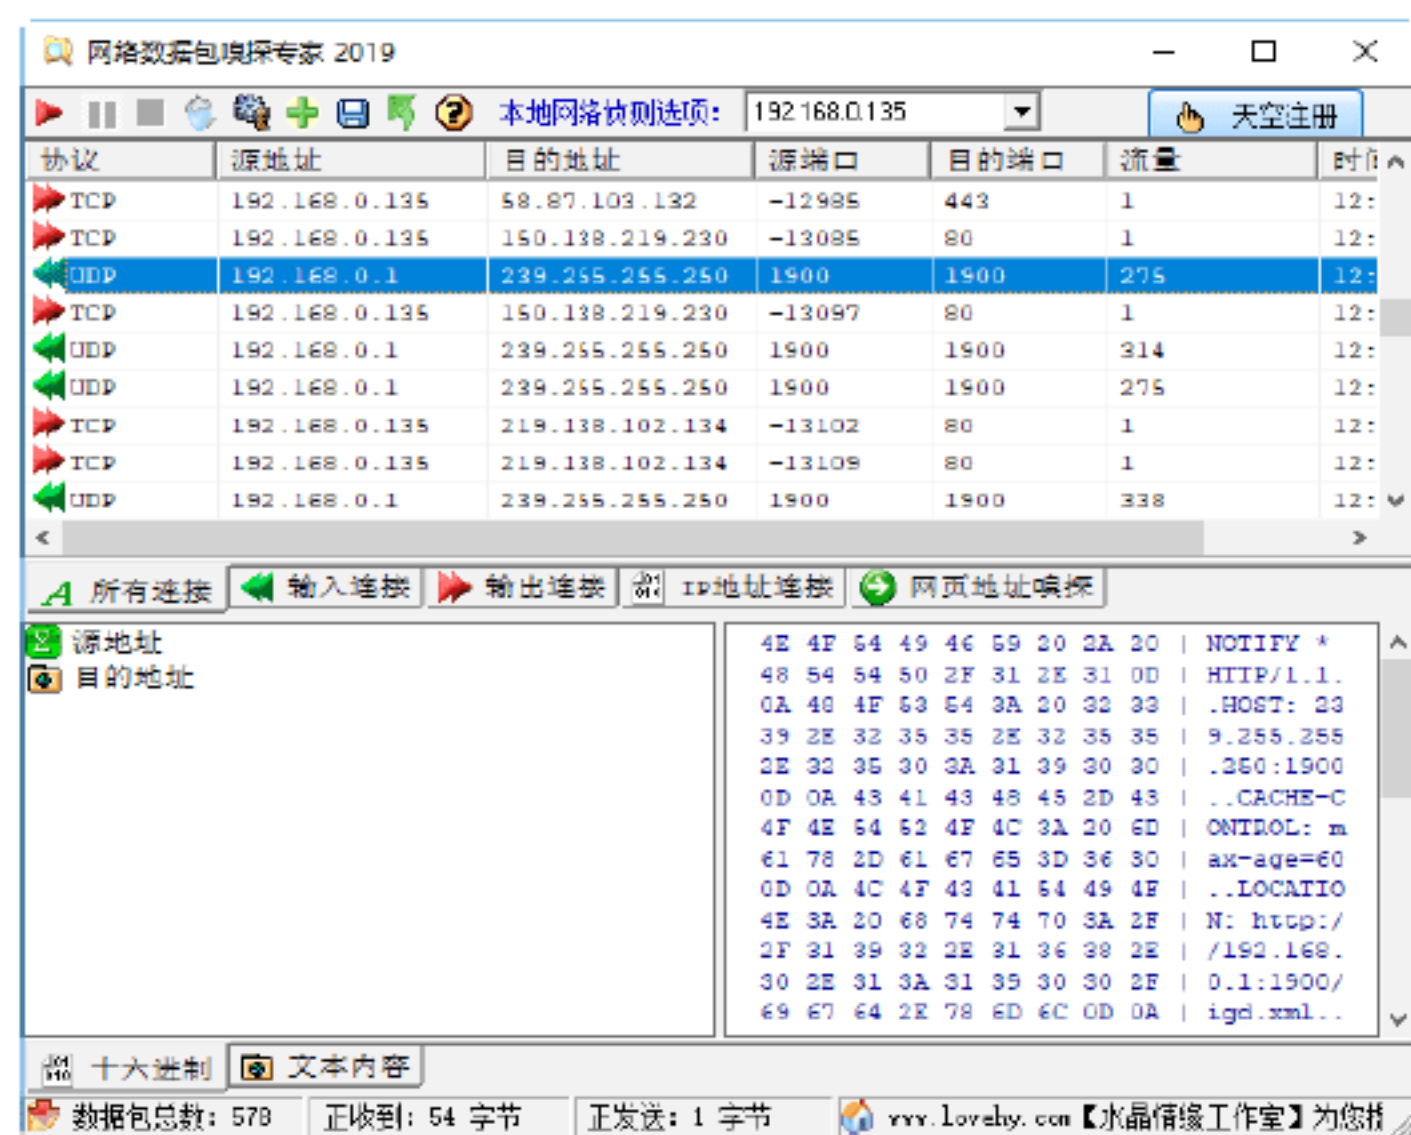 网络数据包嗅探专家 2019
本地网络侦测选项: 192.168.0.135 天空注册
协议 源地址 目的地址 源端口 目的端口 流量
TCP 192.168.0.135 58.87.103.132 -12985 443 1 12:
TCP 192.168.0.135 150.138.219.230 -13085 80 1 12:
UDP 192.168.0.1 239.255.255.250 1900 1900 275 12:
TCP 192.168.0.135 150.138.219.230 -13097 80 1 12:
UDP 192.168.0.1 239.255.255.250 1900 1900 314 12:
UDP 192.168.0.1 239.255.255.250 1900 1900 275 12:
TCP 192.168.0.135 219.138.102.134 -13102 80 1 12:
TCP 192.168.0.135 219.138.102.134 -13109 80 1 12:
UDP 192.168.0.1 239.255.255.250 1900 1900 338 12:
所有连接 输入连接 输出连接 IP地址连接 网页地址嗅探
源地址
目的地址
4E 4F 54 49 46 59 20 2A 20 | NOTIFY *
48 54 54 50 2F 31 2E 31 0D | HTTP/1.1.
0A 48 4F 53 54 3A 20 32 33 | .HOST: 23
39 2E 32 35 35 2E 32 35 35 | 9.255.255
2E 32 35 30 3A 31 39 30 30 | .250:1900
0D 0A 43 41 43 48 45 2D 43 | ..CACHE-C
4F 4E 54 52 4F 4C 3A 20 6D | ONTROL: m
61 78 2D 61 67 65 3D 36 30 | ax-age=60
0D 0A 4C 4F 43 41 54 49 4F | ..LOCATIO
4E 3A 20 68 74 74 70 3A 2F | N: http:/
2F 31 39 32 2E 31 36 38 2E | /192.168.
30 2E 31 3A 31 39 30 30 2F | 0.1:1900/
69 67 64 2E 78 6D 6C 0D 0A | igd.xml..
十六进制 文本内容
数据包总数: 578 正收到: 54 字节 正发送: 1 字节 www.lovehy.com【水晶情缘工作室】为您